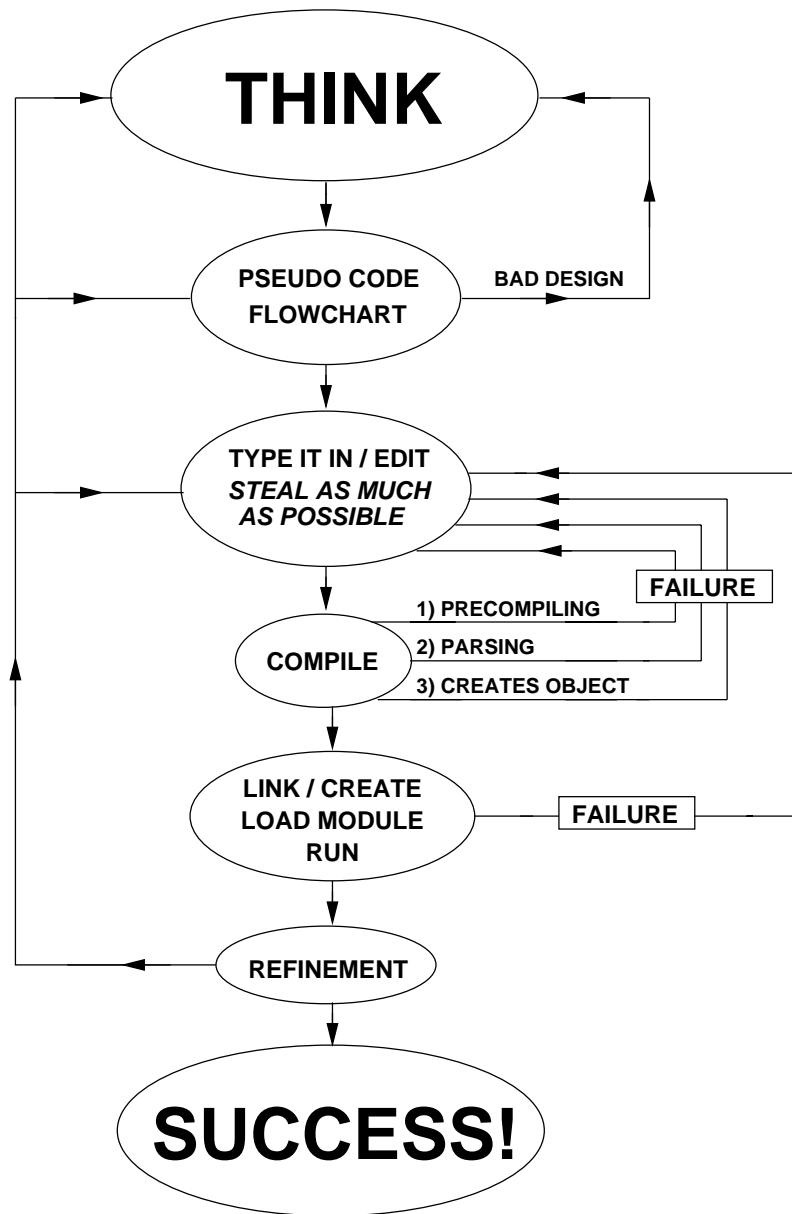 THINK
PSEUDO CODE
FLOWCHART
BAD DESIGN
TYPE IT IN / EDIT
STEAL AS MUCH
AS POSSIBLE
FAILURE
1) PRECOMPILING
COMPILE
2) PARSING
3) CREATES OBJECT
LINK / CREATE
LOAD MODULE
RUN
FAILURE
REFINEMENT
SUCCESS!